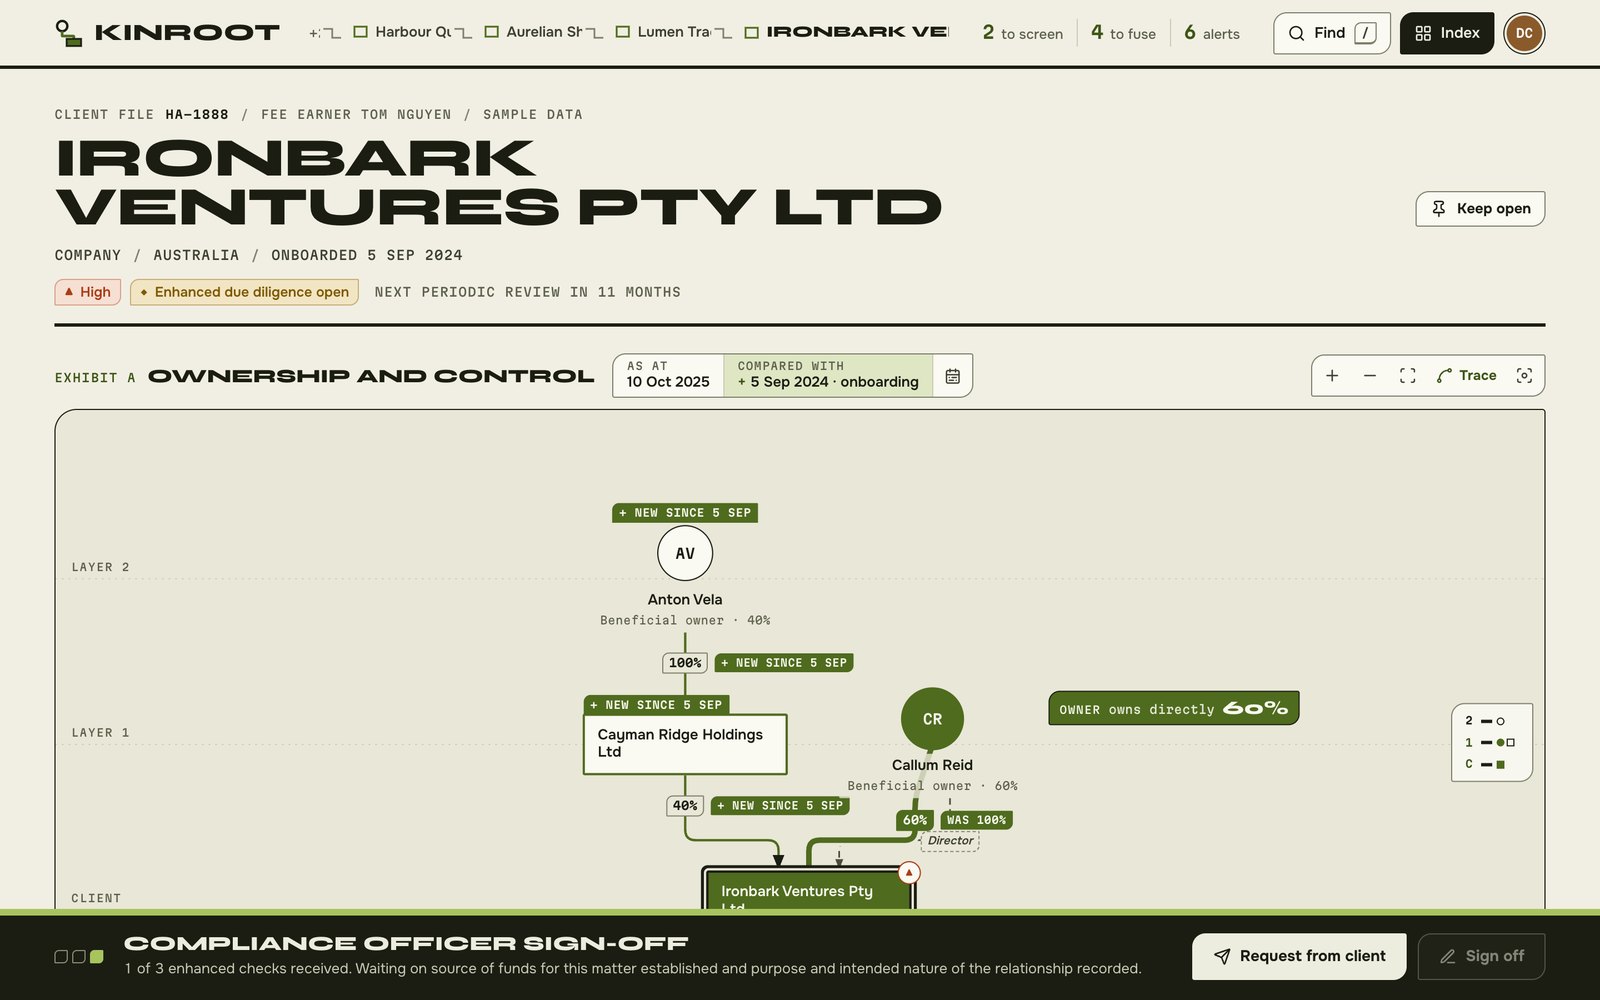 KINROOT
Harbour Qu
Aurelian Sh
Lumen Tra
IRONBARK VE
2 to screen
4 to fuse
6 alerts
Find /
Index
DC
CLIENT FILE HA-1888 / FEE EARNER TOM NGUYEN / SAMPLE DATA
IRONBARK
VENTURES PTY LTD
Keep open
COMPANY / AUSTRALIA / ONBOARDED 5 SEP 2024
High
Enhanced due diligence open
NEXT PERIODIC REVIEW IN 11 MONTHS
EXHIBIT A OWNERSHIP AND CONTROL
AS AT
10 Oct 2025
COMPARED WITH
+ 5 Sep 2024 · onboarding
Trace
+ NEW SINCE 5 SEP
AV
LAYER 2
Anton Vela
Beneficial owner · 40%
100%
+ NEW SINCE 5 SEP
+ NEW SINCE 5 SEP
Cayman Ridge Holdings
Ltd
LAYER 1
CR
OWNER owns directly 60%
2
1
C
Callum Reid
Beneficial owner · 60%
40%
+ NEW SINCE 5 SEP
60%
WAS 100%
Director
Ironbark Ventures Pty
Ltd
CLIENT
COMPLIANCE OFFICER SIGN-OFF
1 of 3 enhanced checks received. Waiting on source of funds for this matter established and purpose and intended nature of the relationship recorded.
Request from client
Sign off